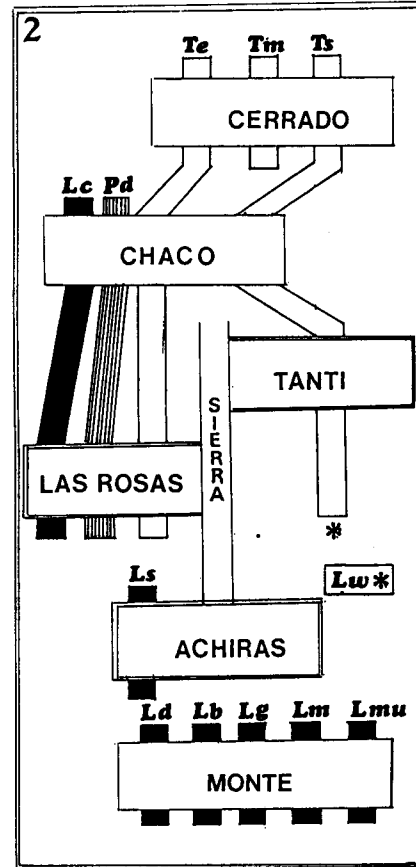 2
Te Tm Ts
CERRADO
Lc Pd
CHACO
TANTI
SIERRA
LAS ROSAS
*
Lw*
Ls
ACHIRAS
Ld Lb Lg Lm Lmu
MONTE